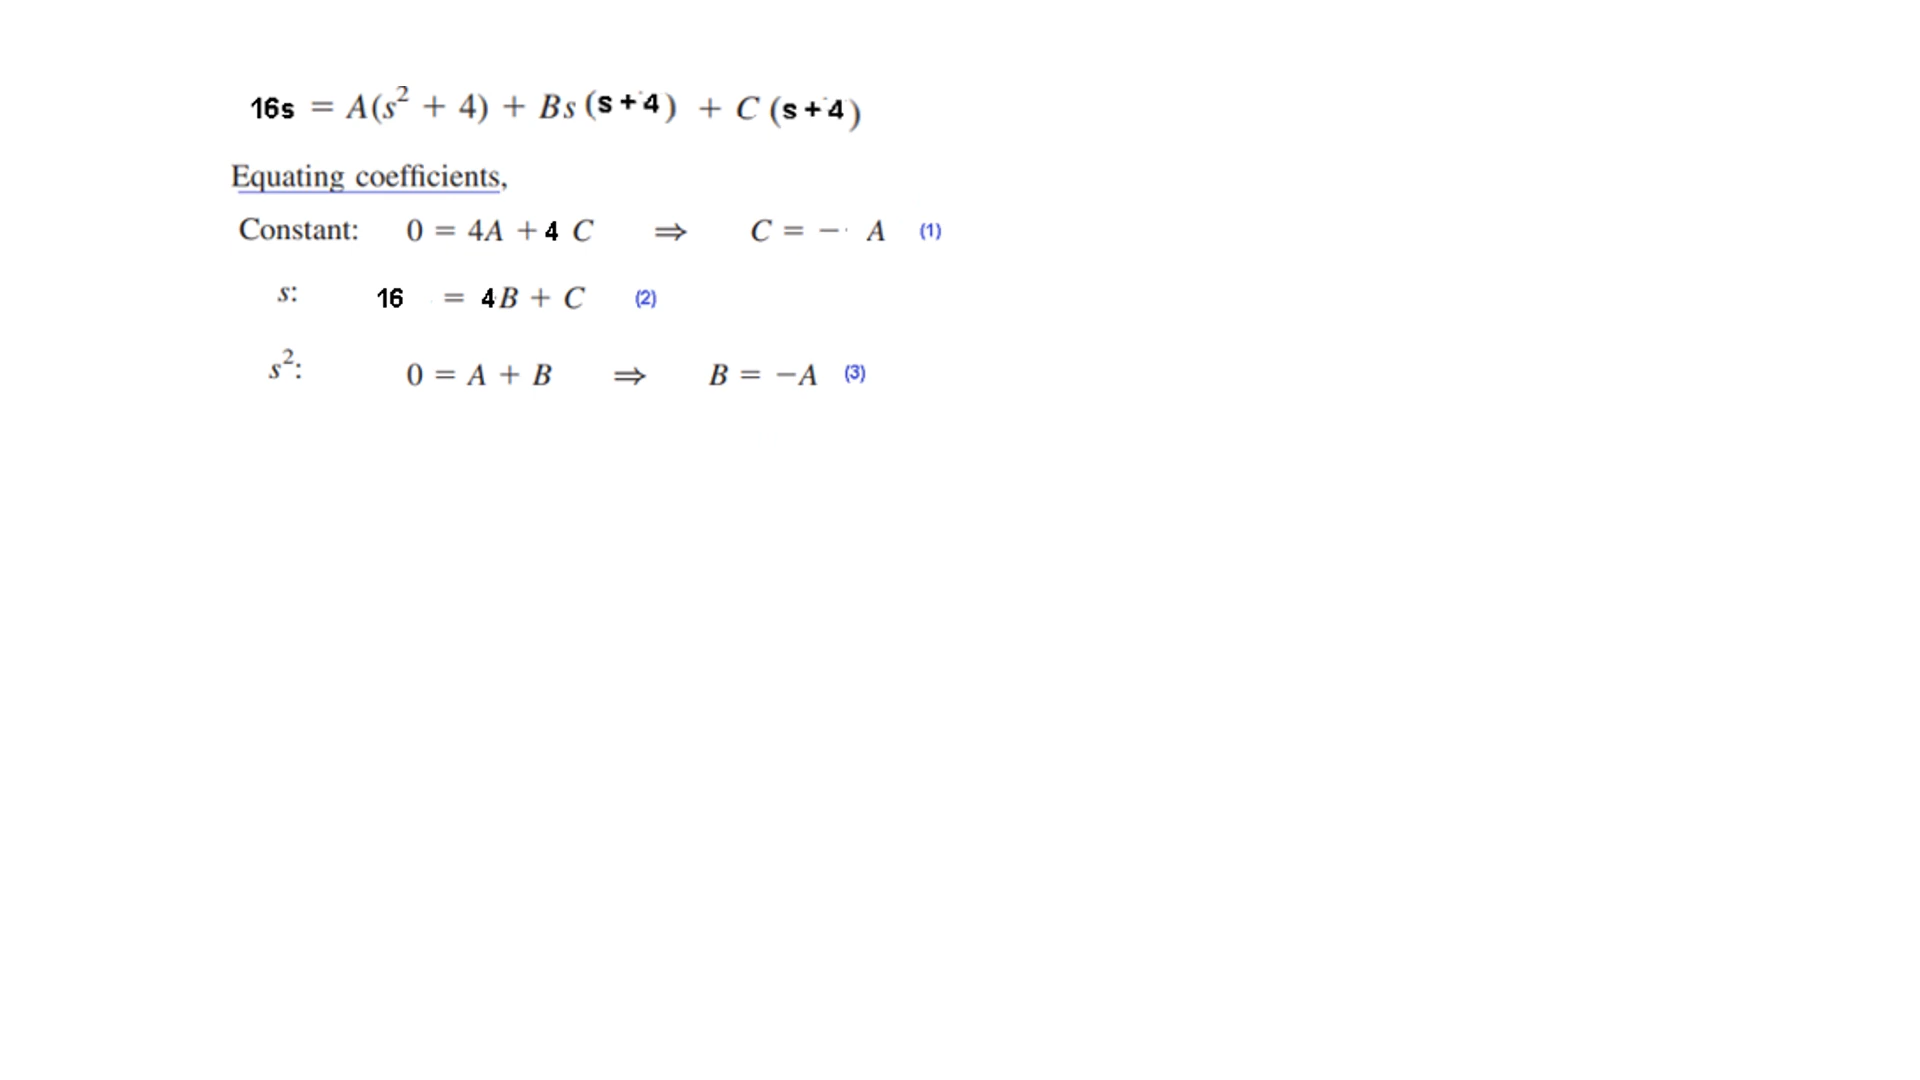 16s = A(s² + 4) + Bs(s + 4) + C(s + 4)
Equating coefficients,
Constant: 0 = 4A + 4 C ⇒ C = − A (1)
s: 16 = 4B + C (2)
s²: 0 = A + B ⇒ B = −A (3)